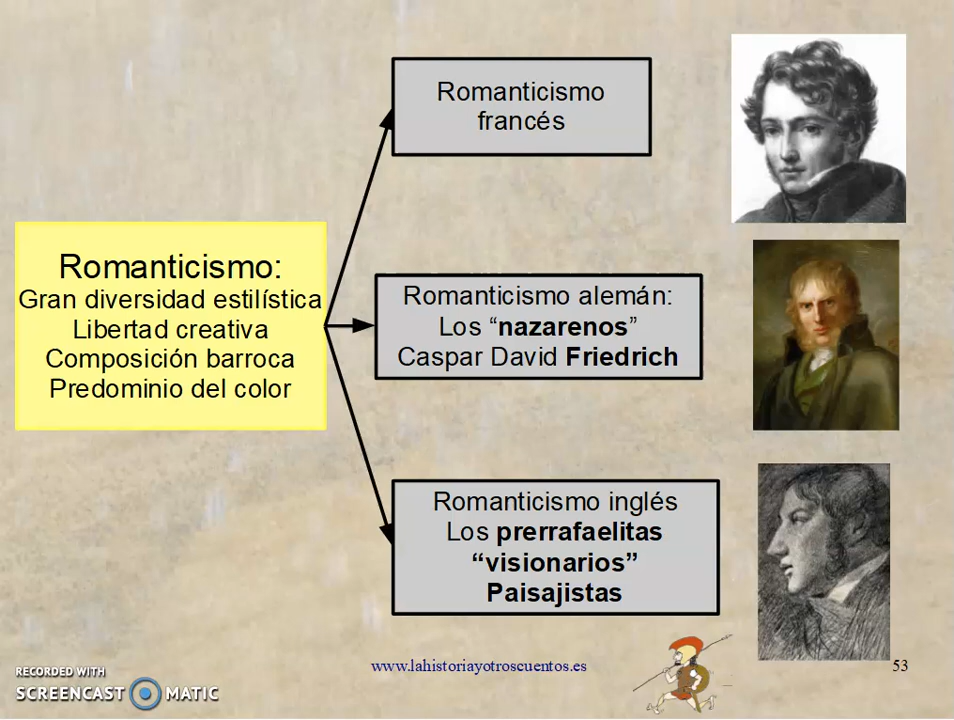 Romanticismo
francés
Romanticismo:
Gran diversidad estilística
Libertad creativa
Composición barroca
Predominio del color
Romanticismo alemán:
Los “nazarenos”
Caspar David Friedrich
Romanticismo inglés
Los prerrafaelitas
“visionarios”
Paisajistas
RECORDED WITH
SCREENCAST MATIC
www.lahistoriayotroscuentos.es
53